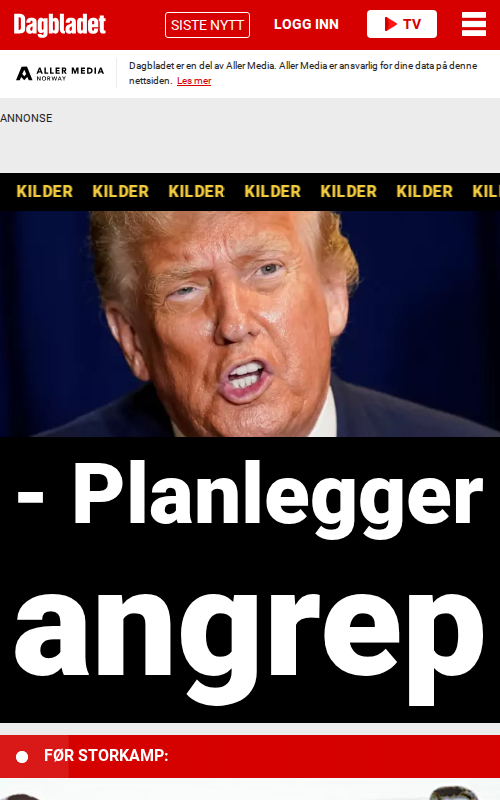 Dagbladet SISTE NYTT LOGG INN TV
ALLER MEDIA
NORWAY
Dagbladet er en del av Aller Media. Aller Media er ansvarlig for dine data på denne
nettsiden. Les mer
ANNONSE
KILDER KILDER KILDER KILDER KILDER KILDER KIL
- Planlegger
angrep
FØR STORKAMP: